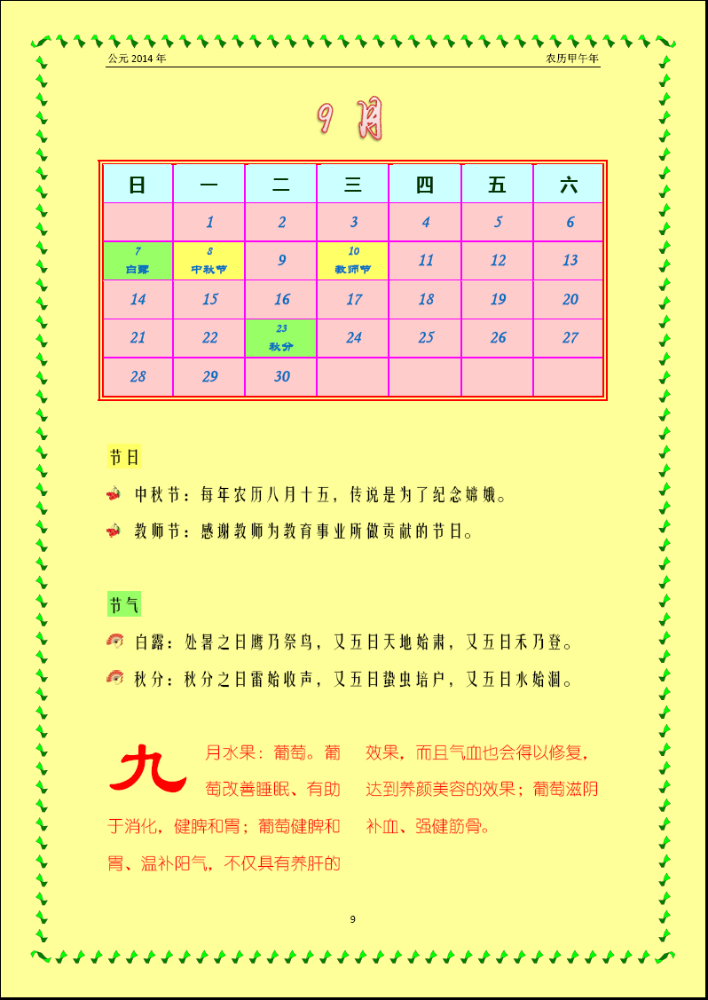 公元 2014 年 农历甲午年
9 月
日 一 二 三 四 五 六
1 2 3 4 5 6
7 8 9 10 11 12 13
白露 中秋节 教师节
14 15 16 17 18 19 20
21 22 23 24 25 26 27
秋分
28 29 30
节日
中秋节：每年农历八月十五，传说是为了纪念嫦娥。
教师节：感谢教师为教育事业所做贡献的节日。
节气
白露：处暑之日鹰乃祭鸟，又五日天地始肃，又五日禾乃登。
秋分：秋分之日雷始收声，又五日蛰虫培户，又五日水始涸。
九月水果：葡萄。葡
萄改善睡眠、有助
于消化，健脾和胃；葡萄健脾和
胃、温补阳气，不仅具有养肝的
效果，而且气血也会得以修复，
达到养颜美容的效果；葡萄滋阴
补血、强健筋骨。
9